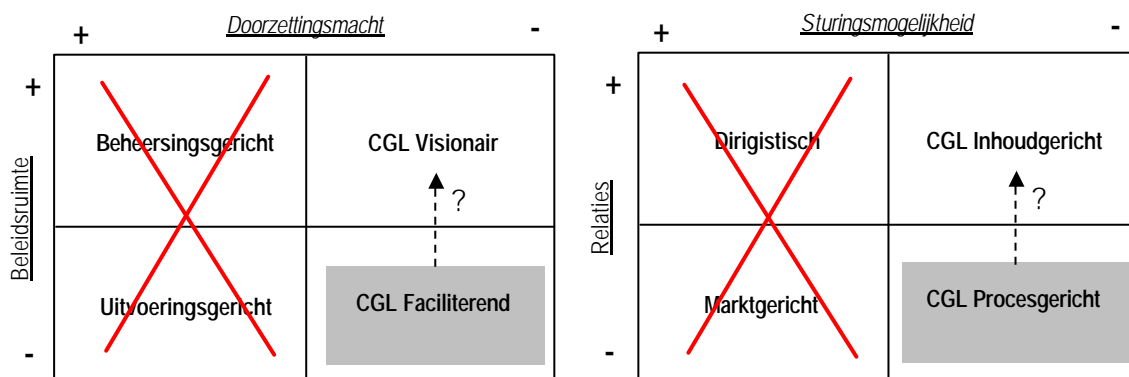 Doorzettingsmacht
+
-
+
Beleidsruimte
-
Beheersingsgericht
CGL Visionair
?
Uitvoeringsgericht
CGL Faciliterend
Sturingsmogelijkheid
+
-
+
Relaties
-
Dirigistisch
CGL Inhoudgericht
?
Marktgericht
CGL Procesgericht